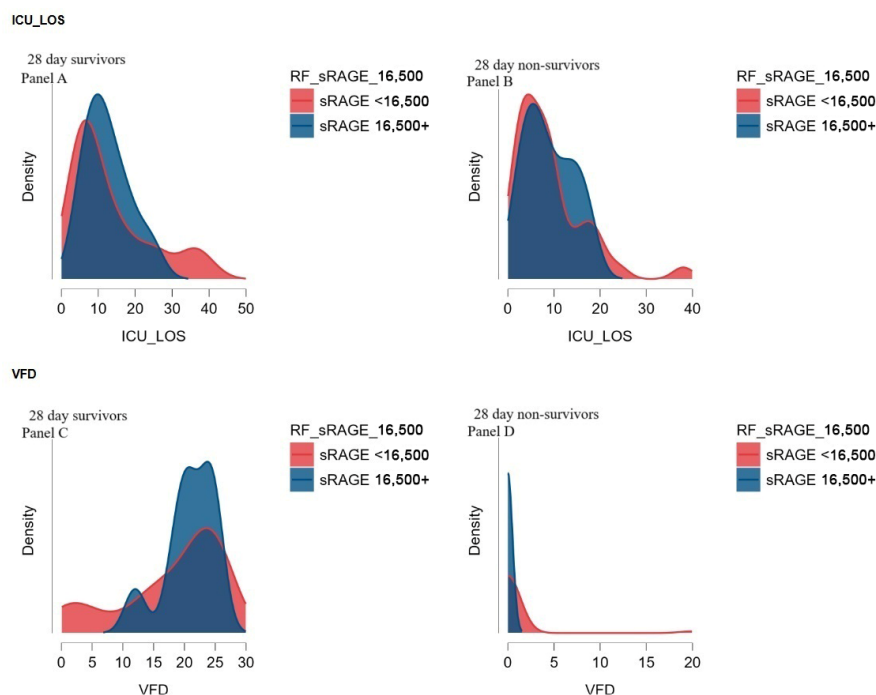 ICU_LOS
28 day survivors
Panel A
RF_sRAGE_16,500
sRAGE <16,500
sRAGE 16,500+
Density
0 10 20 30 40 50
ICU_LOS
28 day non-survivors
Panel B
RF_sRAGE_16,500
sRAGE <16,500
sRAGE 16,500+
Density
0 10 20 30 40
ICU_LOS
VFD
28 day survivors
Panel C
RF_sRAGE_16,500
sRAGE <16,500
sRAGE 16,500+
Density
0 5 10 15 20 25 30
VFD
28 day non-survivors
Panel D
RF_sRAGE_16,500
sRAGE <16,500
sRAGE 16,500+
Density
0 5 10 15 20
VFD